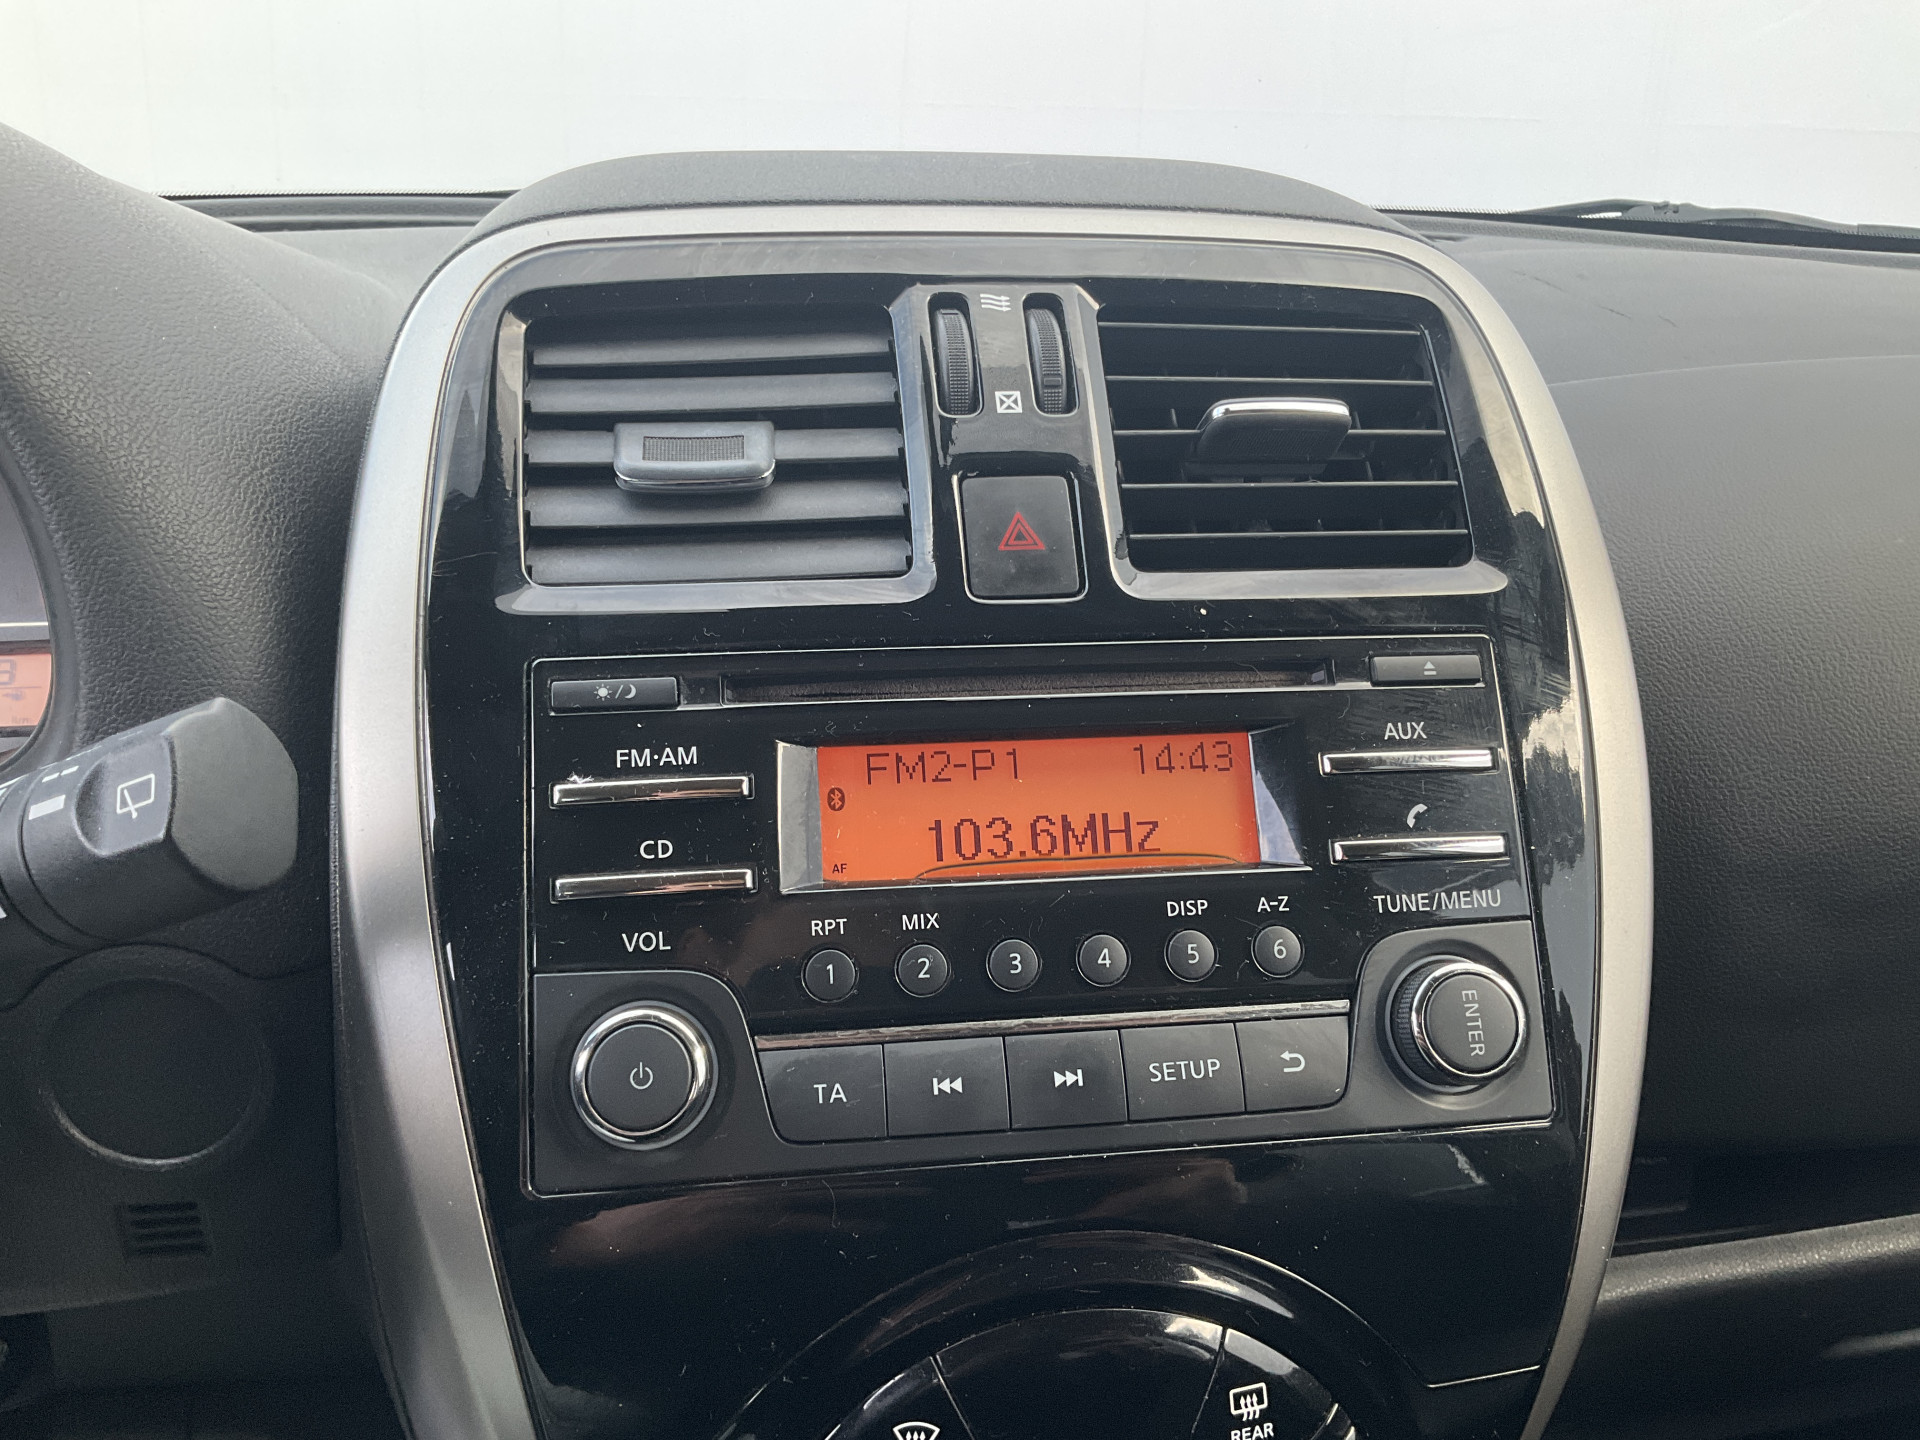 FM·AM
CD
VOL
FM2-P1 14:43
103.6MHz
AF
AUX
TUNE/MENU
RPT MIX DISP A-Z
1 2 3 4 5 6
ENTER
TA SETUP
REAR